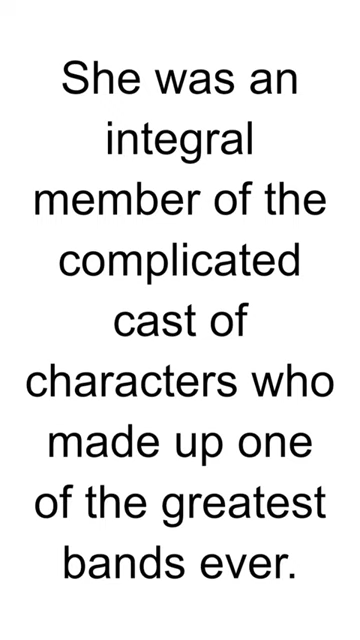 She was an
integral
member of the
complicated
cast of
characters who
made up one
of the greatest
bands ever.